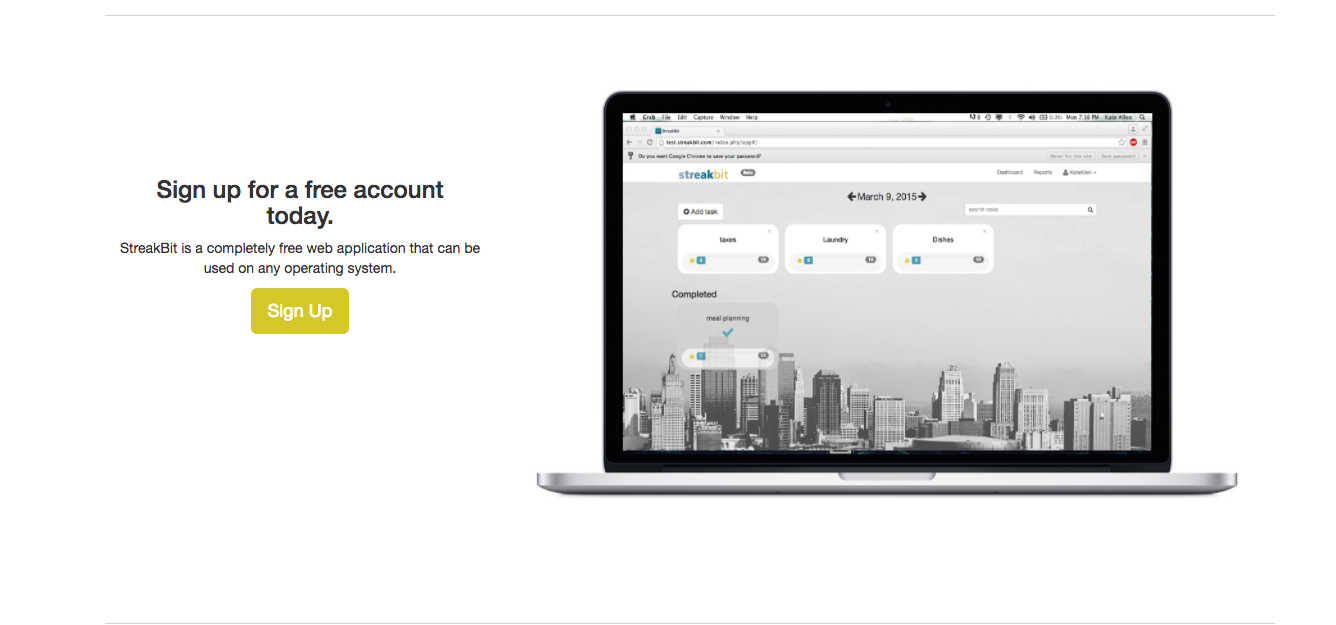 Sign up for a free account
today.
StreakBit is a completely free web application that can be
used on any operating system.
Sign Up
Grab File Edit Capture Window Help
Mon 7:38 PM Kate Allen
streakbit
test.streakbit.com/index.php/app#/
Do you want Google Chrome to save your password?
Never for this site
Save password
streakbit Beta
Dashboard Reports KateAllen
March 9, 2015
Add task
search tasks
taxes
Laundry
Dishes
0 1X
0 1X
0 1X
Completed
meal planning
1X